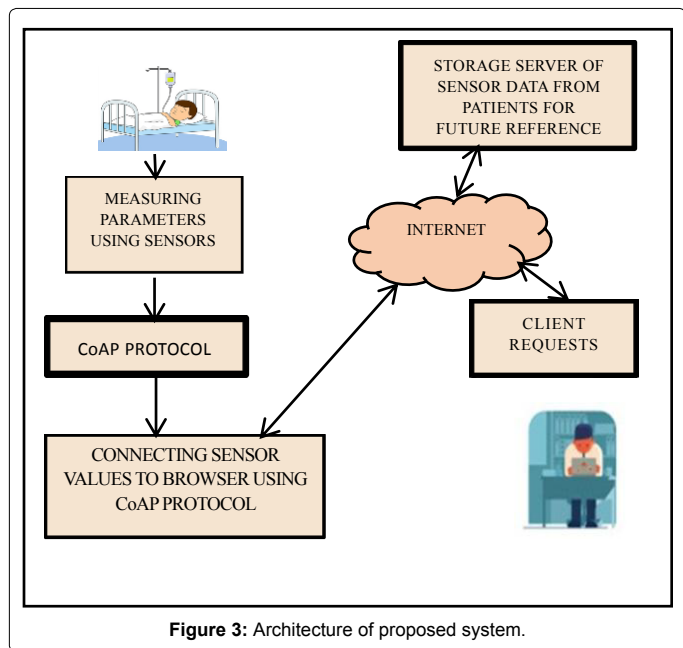 STORAGE SERVER OF
SENSOR DATA FROM
PATIENTS FOR
FUTURE REFERENCE
MEASURING
PARAMETERS
USING SENSORS
INTERNET
CLIENT
REQUESTS
CoAP PROTOCOL
CONNECTING SENSOR
VALUES TO BROWSER USING
CoAP PROTOCOL
Figure 3: Architecture of proposed system.